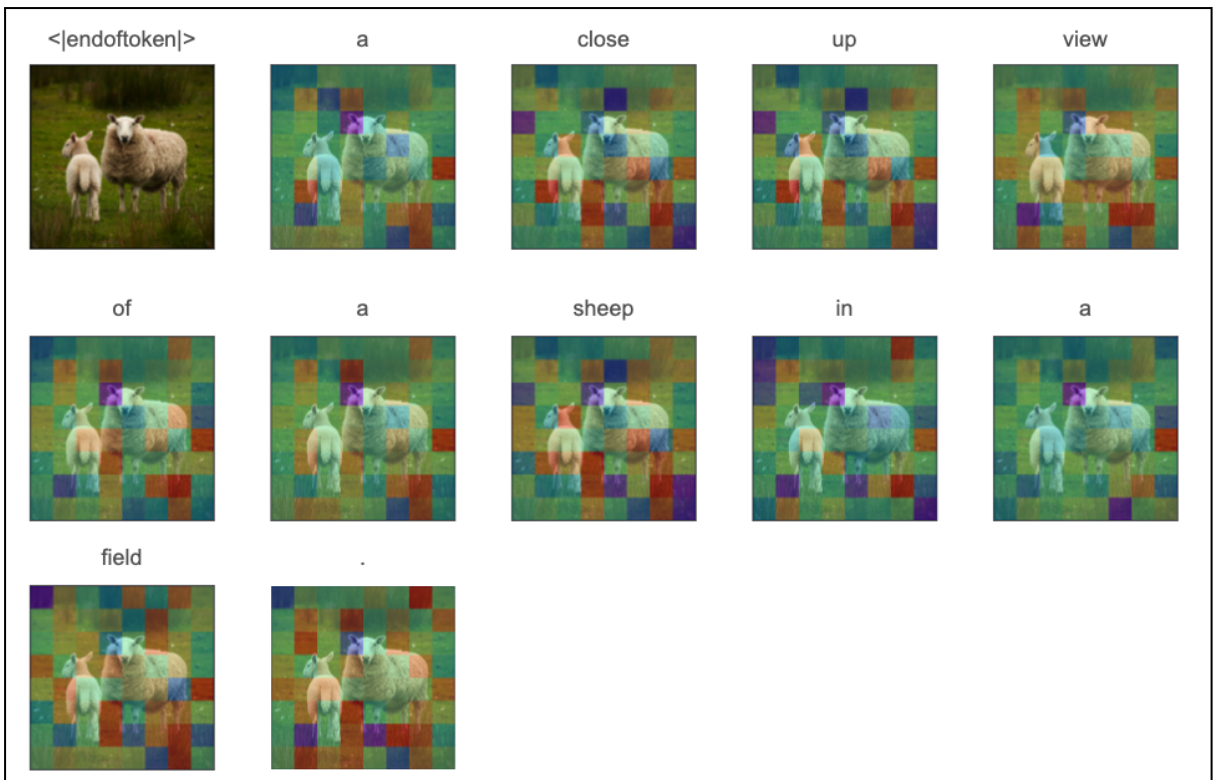 <|endoftoken|> a close up view
of a sheep in a
field .